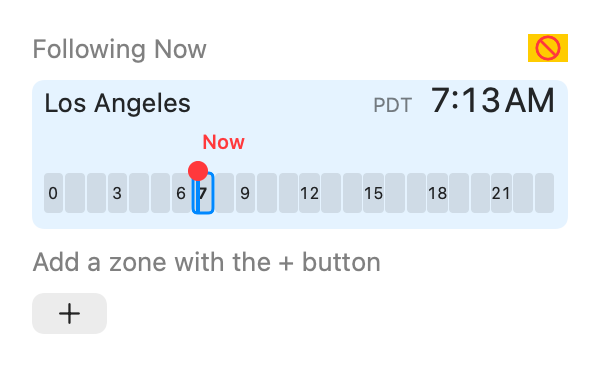 Following Now
Los Angeles PDT 7:13 AM
Now
0 3 6 7 9 12 15 18 21
Add a zone with the + button
+